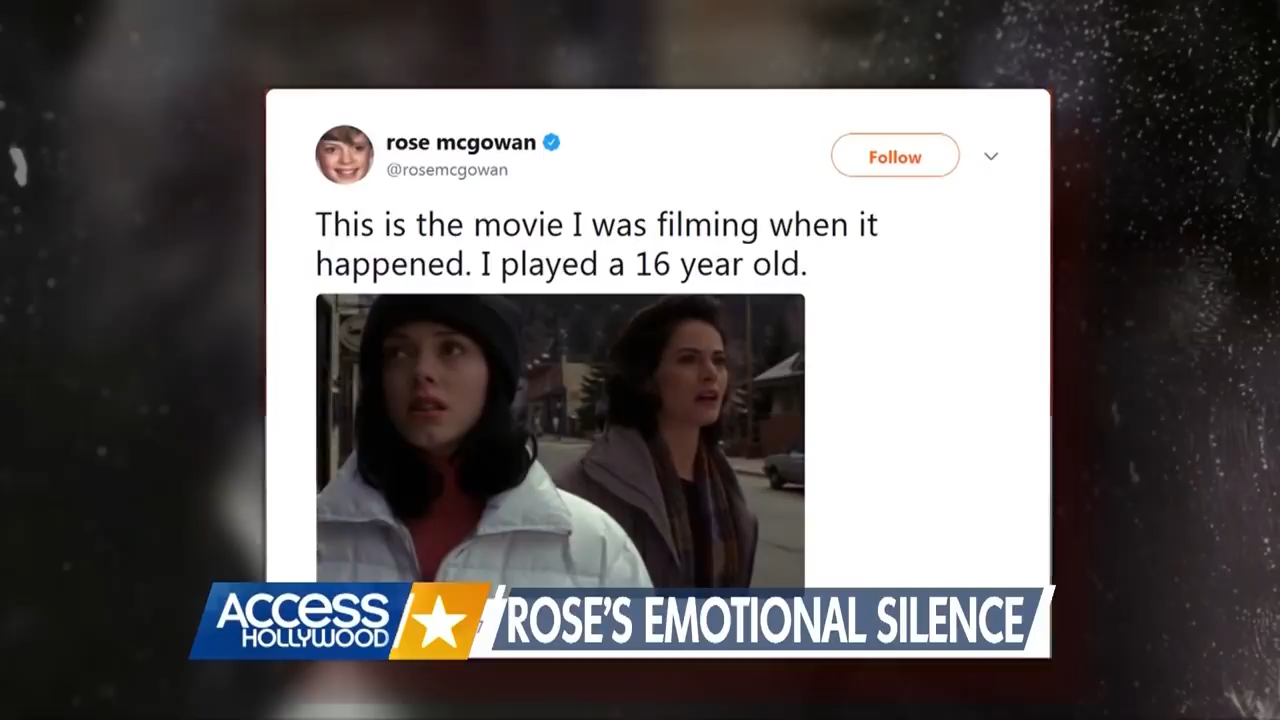 rose mcgowan
@rosemcgowan
Follow
This is the movie I was filming when it
happened. I played a 16 year old.
ACCESS
HOLLYWOOD
ROSE'S EMOTIONAL SILENCE